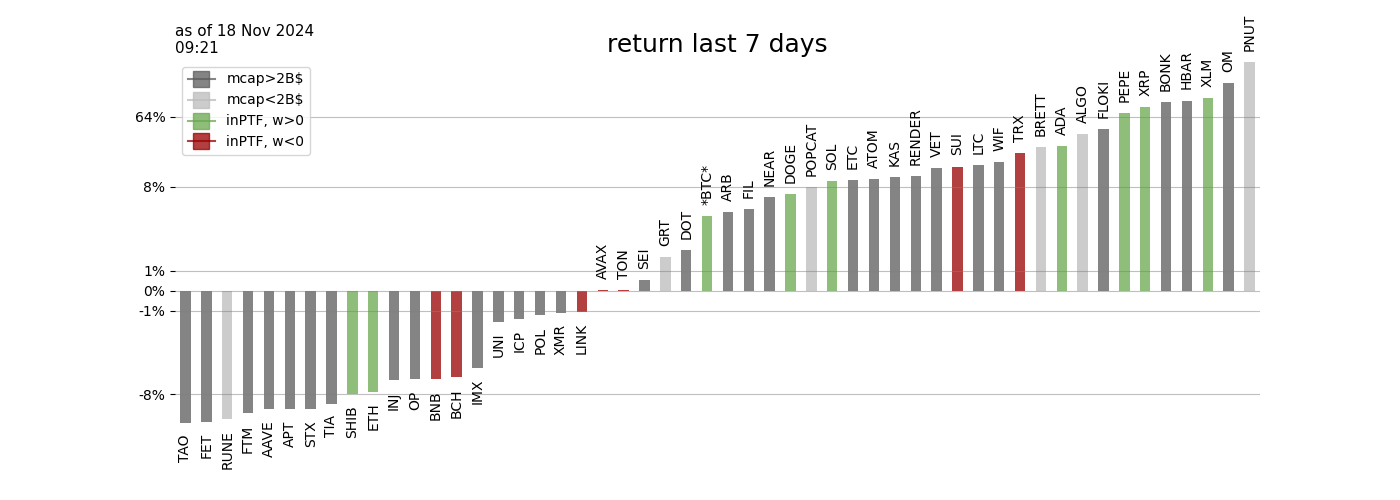 as of 18 Nov 2024
09:21
return last 7 days
mcap>2B$
mcap<2B$
inPTF, w>0
inPTF, w<0
64%
8%
1%
0%
-1%
-8%
TAO
FET
RUNE
FTM
AAVE
APT
STX
TIA
SHIB
ETH
INJ
OP
BNB
BCH
IMX
UNI
ICP
POL
XMR
LINK
AVAX
TON
SEI
GRT
DOT
*BTC*
ARB
FIL
NEAR
DOGE
POPCAT
SOL
ETC
ATOM
KAS
RENDER
VET
SUI
LTC
WIF
TRX
BRETT
ADA
ALGO
FLOKI
PEPE
XRP
BONK
HBAR
XLM
OM
PNUT